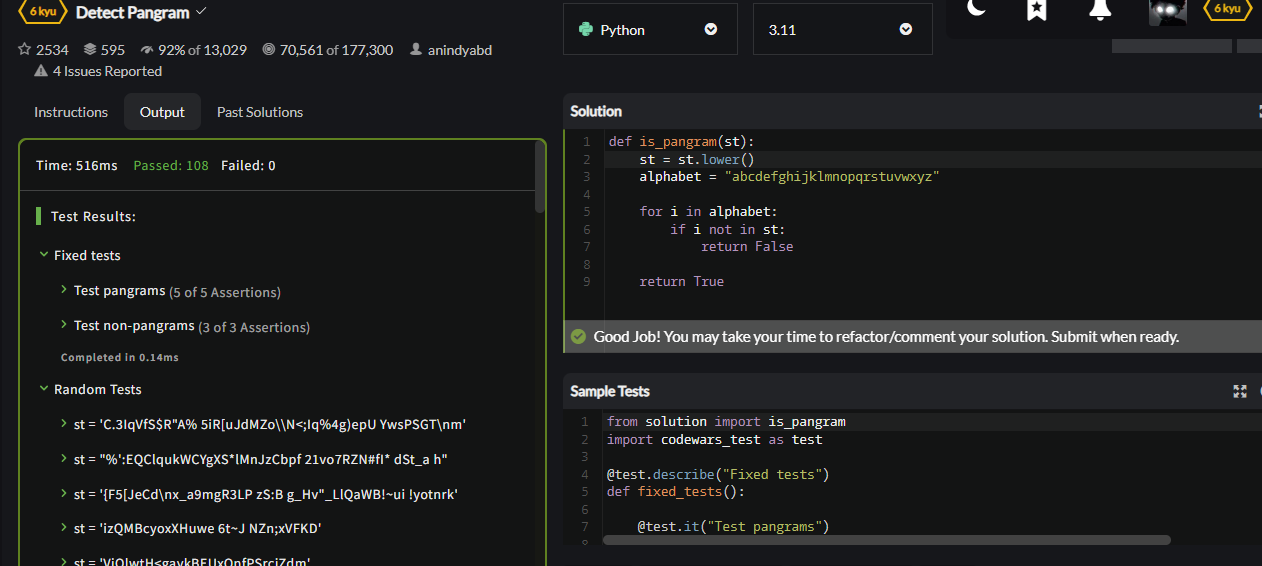 6 kyu Detect Pangram
2534 595 92% of 13,029 70,561 of 177,300 anindyabd
4 Issues Reported
Instructions Output Past Solutions
Time: 516ms Passed: 108 Failed: 0
Test Results:
Fixed tests
Test pangrams (5 of 5 Assertions)
Test non-pangrams (3 of 3 Assertions)
Completed in 0.14ms
Random Tests
st = 'C.3IqVfS$R"A% 5iR[uJdMZo\\N<;Iq%4g)epU YwsPSGT\nm'
st = "%':EQClqukWCYgXS*lMnJzCbpf 21vo7RZN#fI* dSt_a h"
st = '{F5[JeCd\nx_a9mgR3LP zS:B g_Hv"_LlQaWB!~ui !yotnrk'
st = 'izQMBcyoxXHuwe 6t~J NZn;xVFKD'
Python
3.11
6 kyu
Solution
1 def is_pangram(st):
2 st = st.lower()
3 alphabet = "abcdefghijklmnopqrstuvwxyz"
4
5 for i in alphabet:
6 if i not in st:
7 return False
8
9 return True
Good Job! You may take your time to refactor/comment your solution. Submit when ready.
Sample Tests
1 from solution import is_pangram
2 import codewars_test as test
3
4 @test.describe("Fixed tests")
5 def fixed_tests():
6
7 @test.it("Test pangrams")